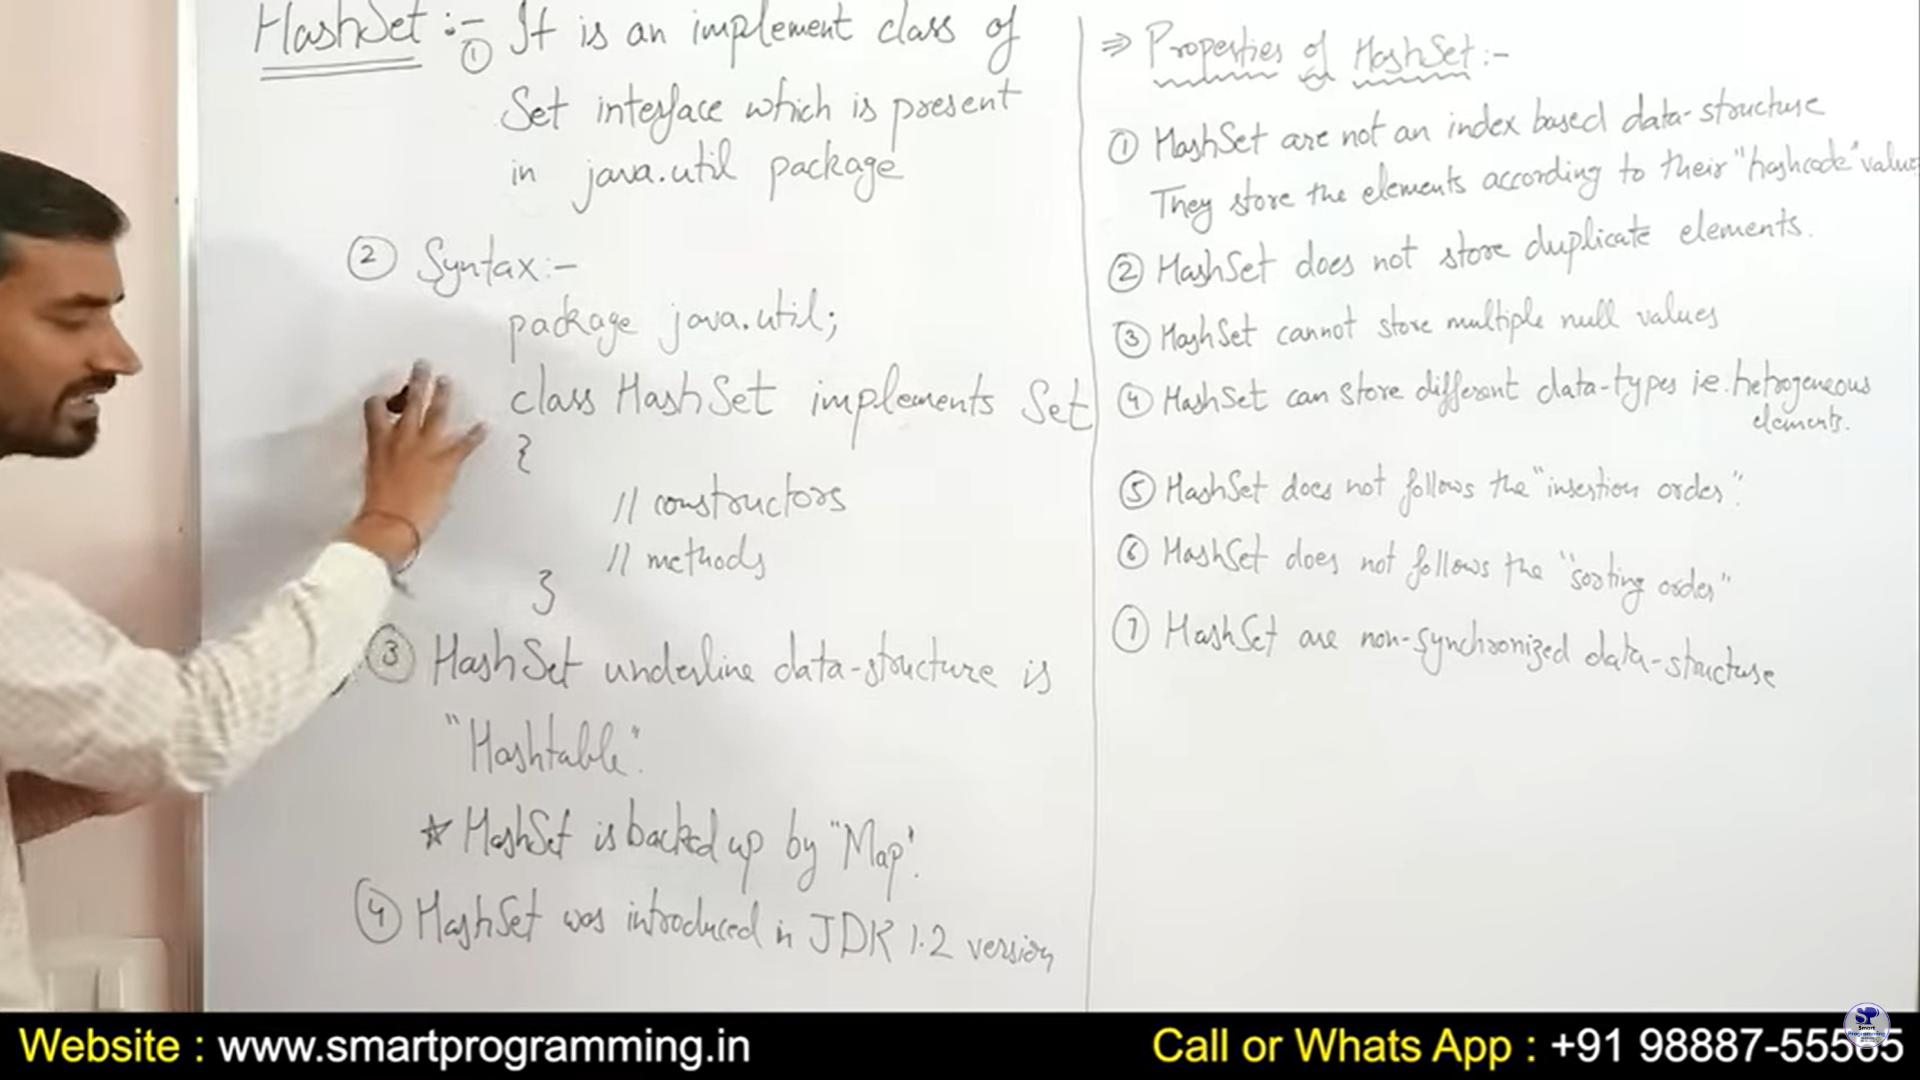 HashSet :-
① It is an implement class of
Set interface which is present
in java.util package
② Syntax:-
package java.util;
class HashSet implements Set
{
// constructors
// methods
}
③ HashSet underline data-structure is
"Hashtable".
☆ HashSet is backed up by "Map".
④ HashSet was introduced in JDK 1.2 version
⇒ Properties of HashSet:-
① HashSet are not an index based data-structure
They store the elements according to their "hashcode" values
② HashSet does not store duplicate elements.
③ HashSet cannot store multiple null values
④ HashSet can store different data-types i.e. hetrogeneous
elements.
⑤ HashSet does not follows the "insertion order".
⑥ HashSet does not follows the "sorting order"
⑦ HashSet are non-synchronized data-structure
SP
Smart
Programming
Website : www.smartprogramming.in
Call or Whats App : +91 98887-55565